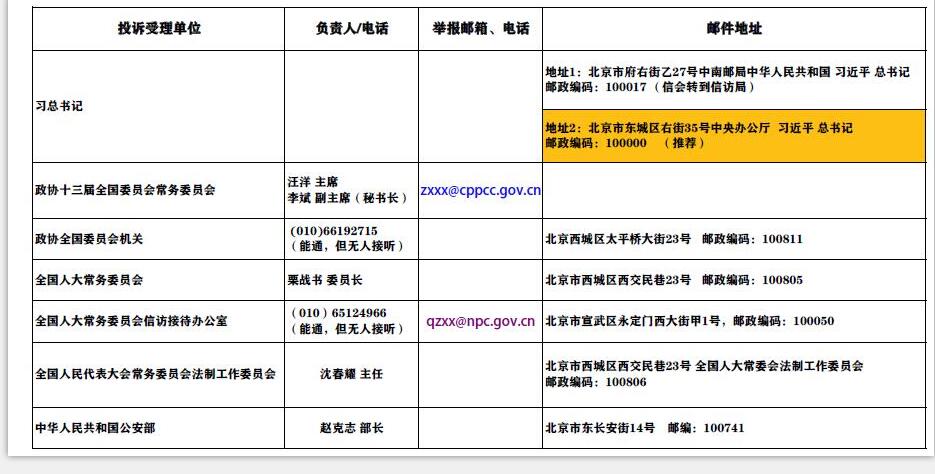 投诉受理单位 负责人/电话 举报邮箱、电话 邮件地址
习总书记
地址1：北京市府右街乙27号中南邮局中华人民共和国 习近平 总书记
邮政编码：100017 （信会转到信访局）
地址2：北京市东城区右街35号中央办公厅 习近平 总书记
邮政编码：100000 （推荐）
政协十三届全国委员会常务委员会
汪洋 主席
李斌 副主席（秘书长）
zxxx@cppcc.gov.cn
政协全国委员会机关
(010)66192715
（能通，但无人接听）
北京西城区太平桥大街23号 邮政编码：100811
全国人大常务委员会 栗战书 委员长 北京市西城区西交民巷23号 邮政编码：100805
全国人大常务委员会信访接待办公室
（010）65124966
（能通，但无人接听）
qzxx@npc.gov.cn
北京市宣武区永定门西大街甲1号，邮政编码：100050
全国人民代表大会常务委员会法制工作委员会 沈春耀 主任
北京市西城区西交民巷23号 全国人大常委会法制工作委员会
邮政编码：100806
中华人民共和国公安部 赵克志 部长 北京市东长安街14号 邮编：100741